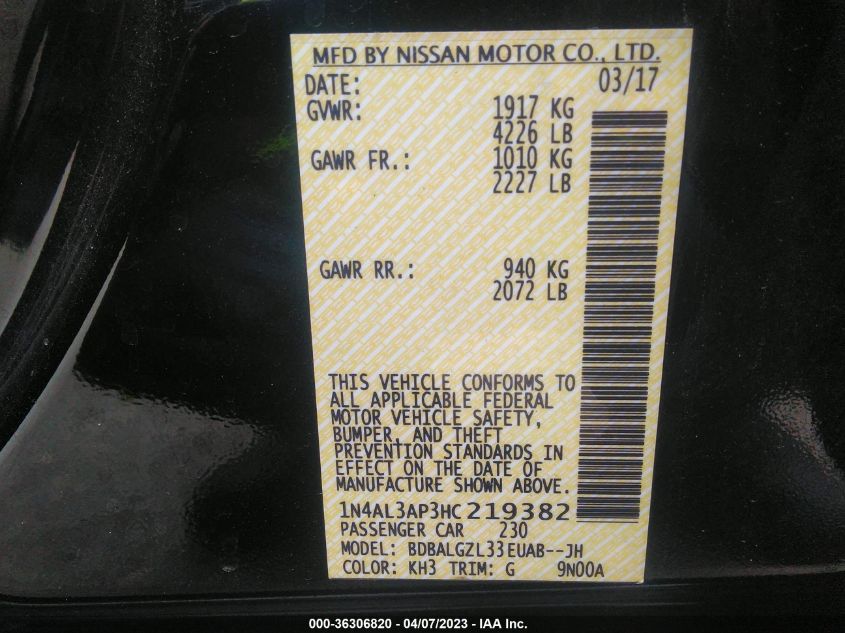 MFD BY NISSAN MOTOR CO., LTD.
DATE: 03/17
GVWR: 1917 KG
4226 LB
GAWR FR.: 1010 KG
2227 LB
GAWR RR.: 940 KG
2072 LB
THIS VEHICLE CONFORMS TO
ALL APPLICABLE FEDERAL
MOTOR VEHICLE SAFETY,
BUMPER, AND THEFT
PREVENTION STANDARDS IN
EFFECT ON THE DATE OF
MANUFACTURE SHOWN ABOVE.
1N4AL3AP3HC219382
PASSENGER CAR 230
MODEL: BDBALGZL33EUAB--JH
COLOR: KH3 TRIM: G 9N00A
000-36306820 - 04/07/2023 - IAA Inc.